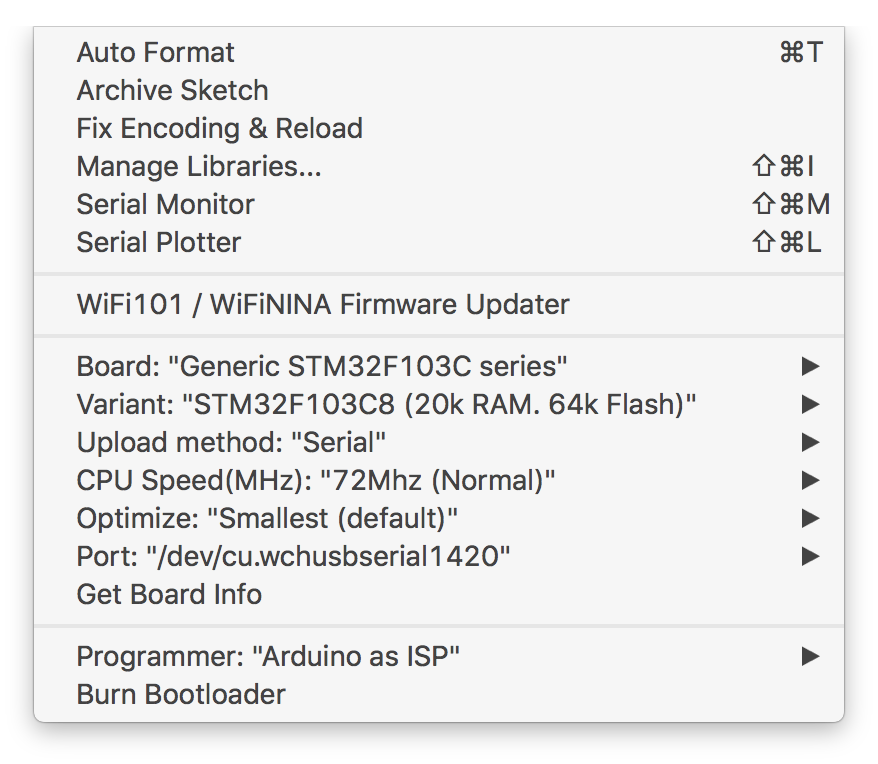 Auto Format ⌘T
Archive Sketch
Fix Encoding & Reload
Manage Libraries... ⇧⌘I
Serial Monitor ⇧⌘M
Serial Plotter ⇧⌘L
WiFi101 / WiFiNINA Firmware Updater
Board: "Generic STM32F103C series"
Variant: "STM32F103C8 (20k RAM. 64k Flash)"
Upload method: "Serial"
CPU Speed(MHz): "72Mhz (Normal)"
Optimize: "Smallest (default)"
Port: "/dev/cu.wchusbserial1420"
Get Board Info
Programmer: "Arduino as ISP"
Burn Bootloader